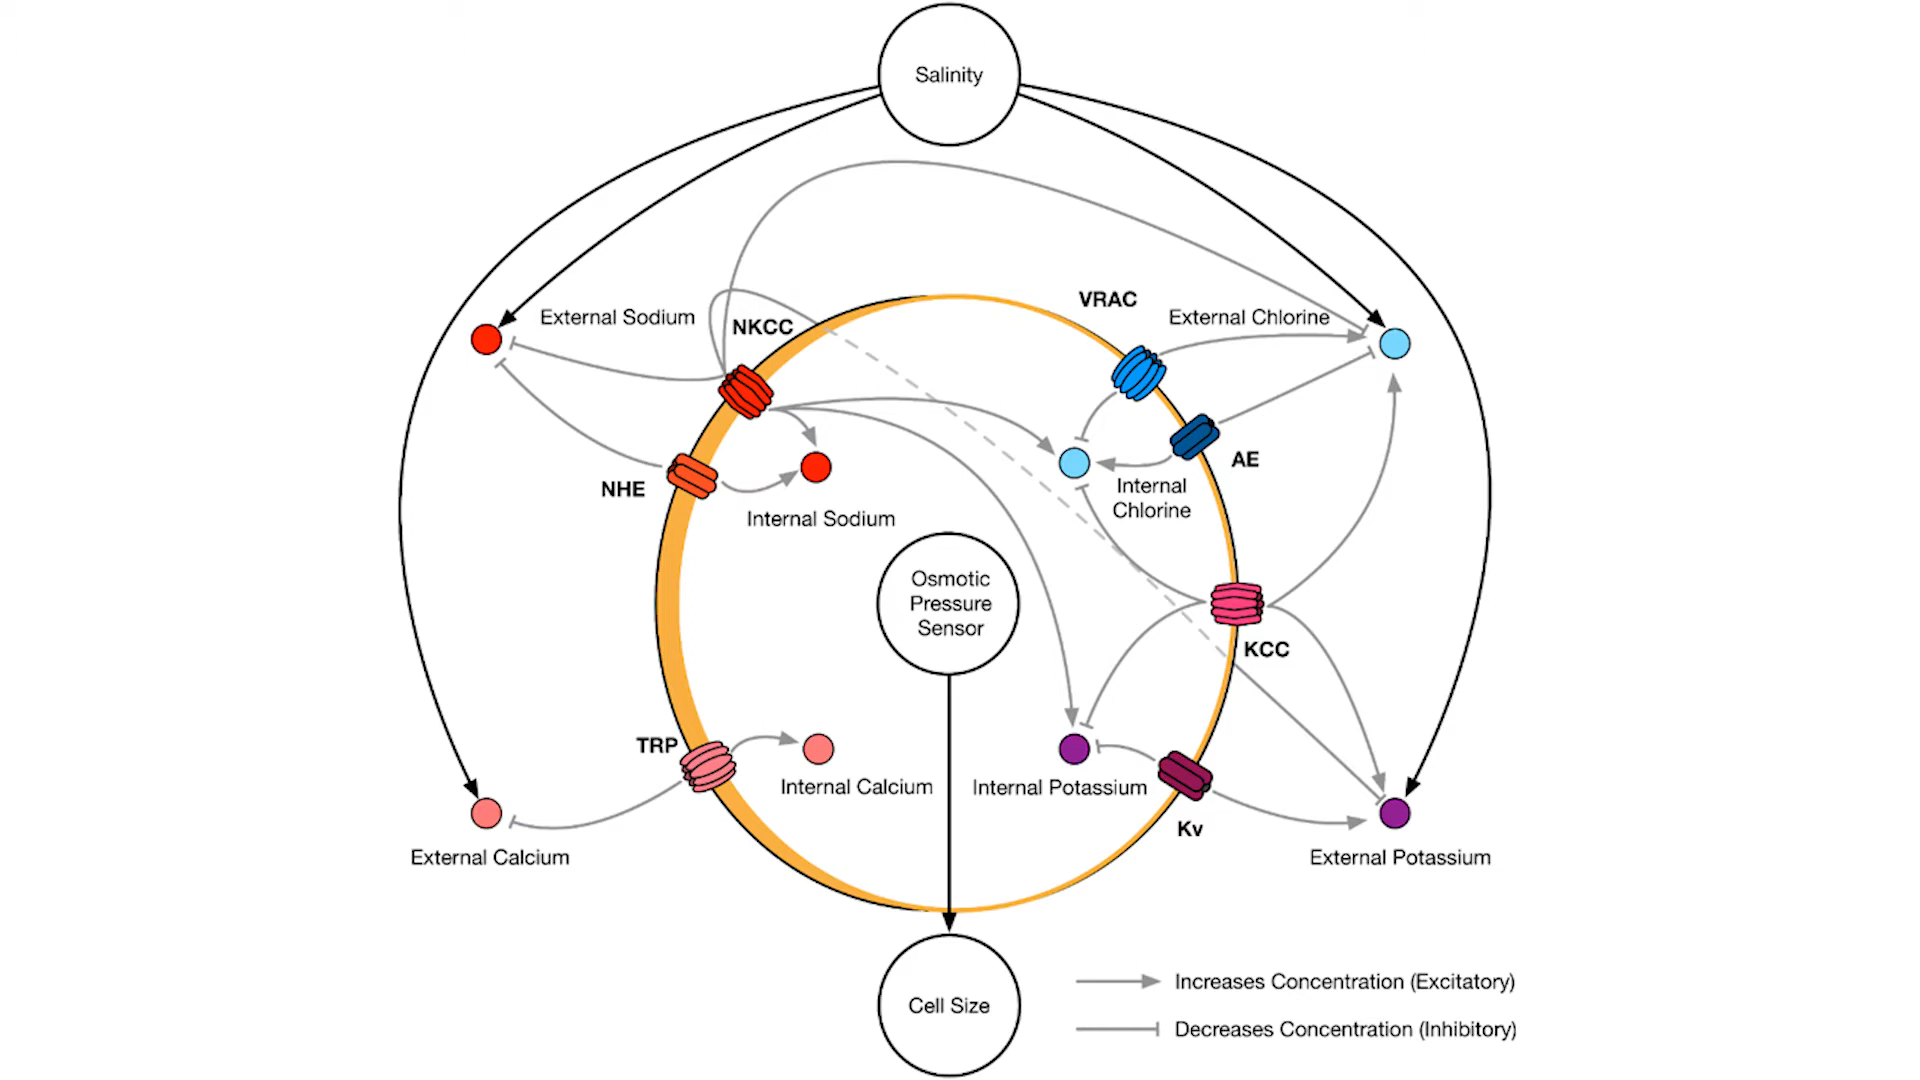 Salinity
VRAC
External Sodium
NKCC
External Chlorine
AE
NHE
Internal
Chlorine
Internal Sodium
Osmotic
Pressure
Sensor
KCC
TRP
Internal Calcium
Internal Potassium
Kv
External Calcium
External Potassium
Cell Size
Increases Concentration (Excitatory)
Decreases Concentration (Inhibitory)